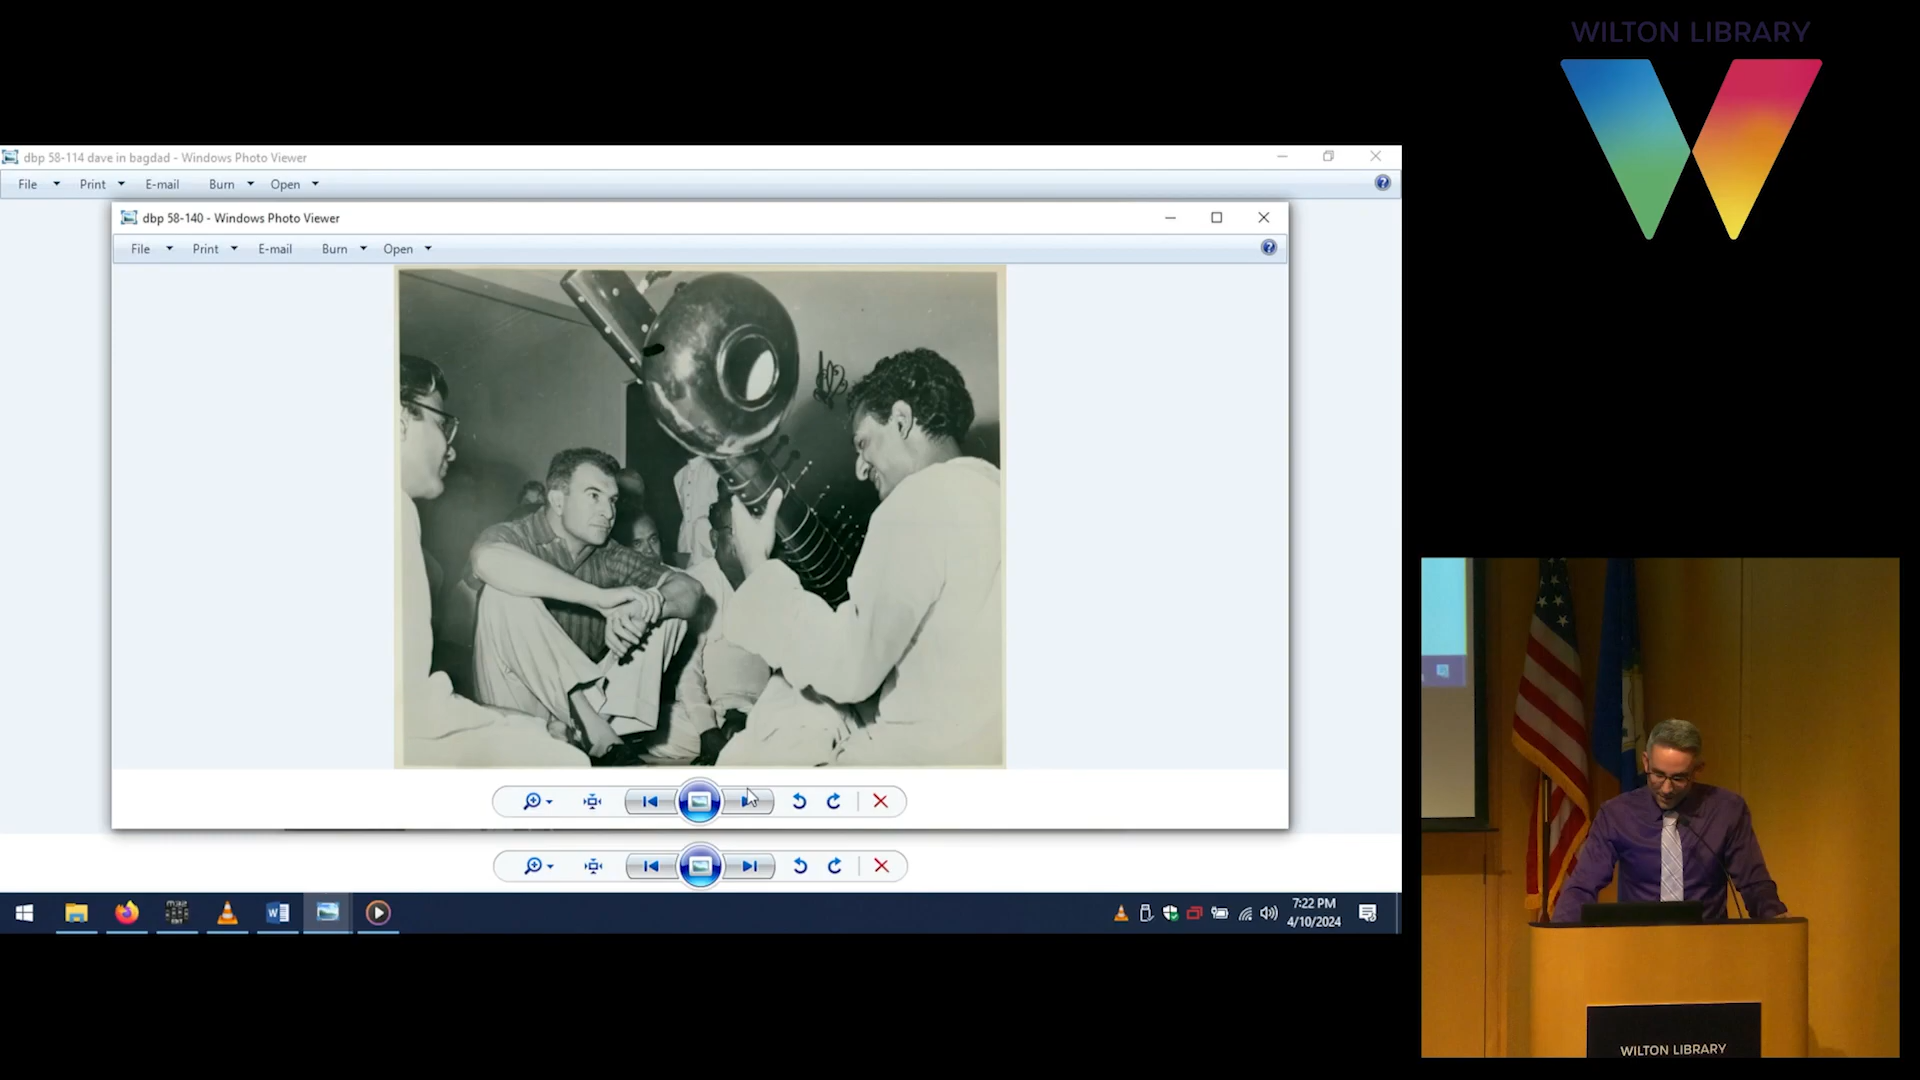 WILTON LIBRARY
dbp 58-114 dave in bagdad - Windows Photo Viewer
File Print E-mail Burn Open
dbp 58-140 - Windows Photo Viewer
File Print E-mail Burn Open
7:22 PM
4/10/2024
WILTON LIBRARY